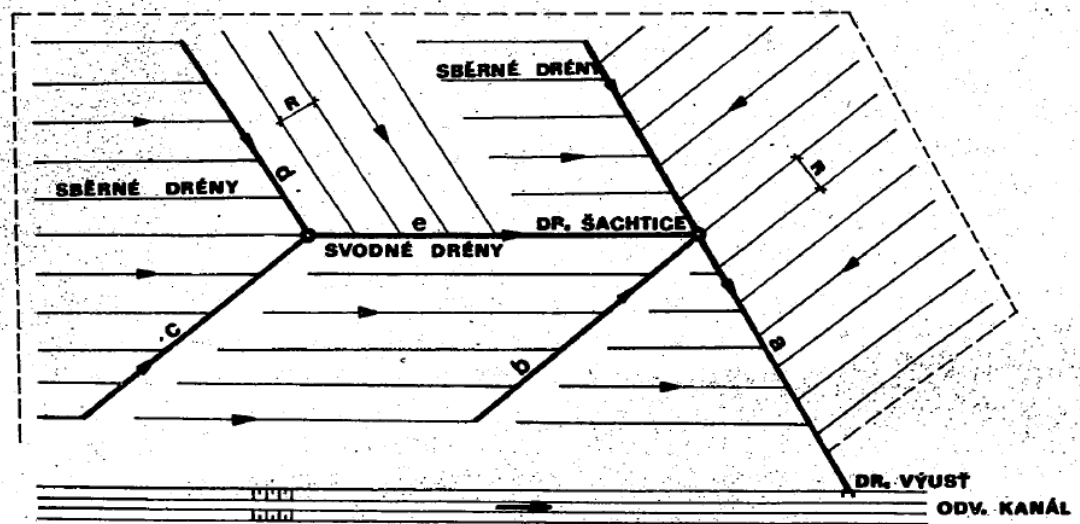 SBĚRNÉ DRÉNY
R
R
d
SBĚRNÉ DRÉNY
e
DR. ŠACHTICE
SVODNÉ DRÉNY
c
b
a
DR. VÝUSŤ
ODV. KANÁL